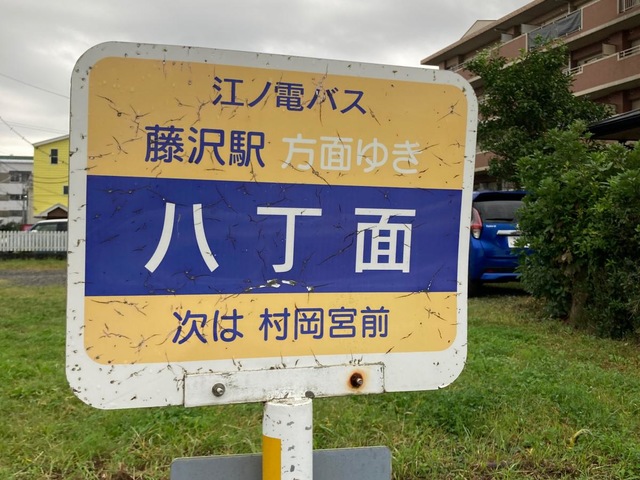 江ノ電バス
藤沢駅 方面ゆき
八丁面
次は 村岡宮前